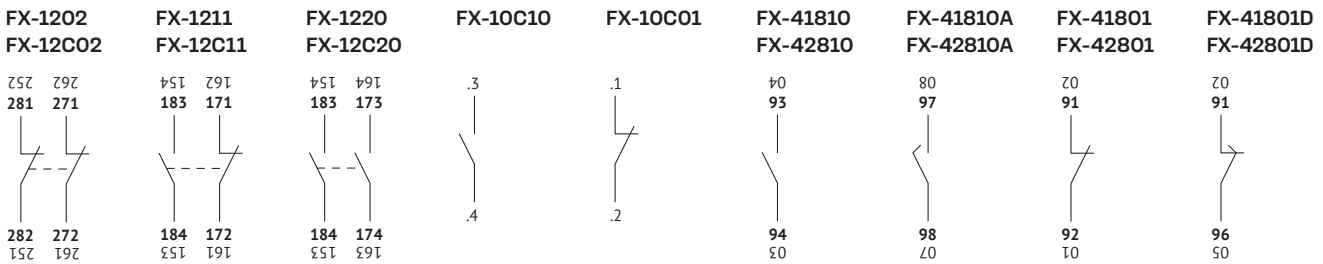 FX-1202 FX-1211 FX-1220 FX-10C10 FX-10C01 FX-41810 FX-41810A FX-41801 FX-41801D
FX-12C02 FX-12C11 FX-12C20 FX-42810 FX-42810A FX-42801 FX-42801D
252 262 154 162 154 164 .3 .1 04 08 02 02
281 271 183 171 183 173 93 97 91 91
.4 .2
282 272 184 172 184 174 94 98 92 96
251 261 153 161 153 163 03 07 01 05